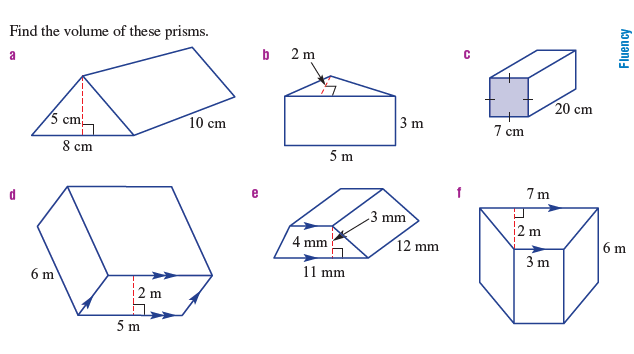 Find the volume of these prisms.
Fluency
a
5 cm
8 cm
10 cm
b
2 m
3 m
5 m
c
20 cm
7 cm
d
6 m
2 m
5 m
e
3 mm
4 mm
12 mm
11 mm
f
7 m
2 m
3 m
6 m